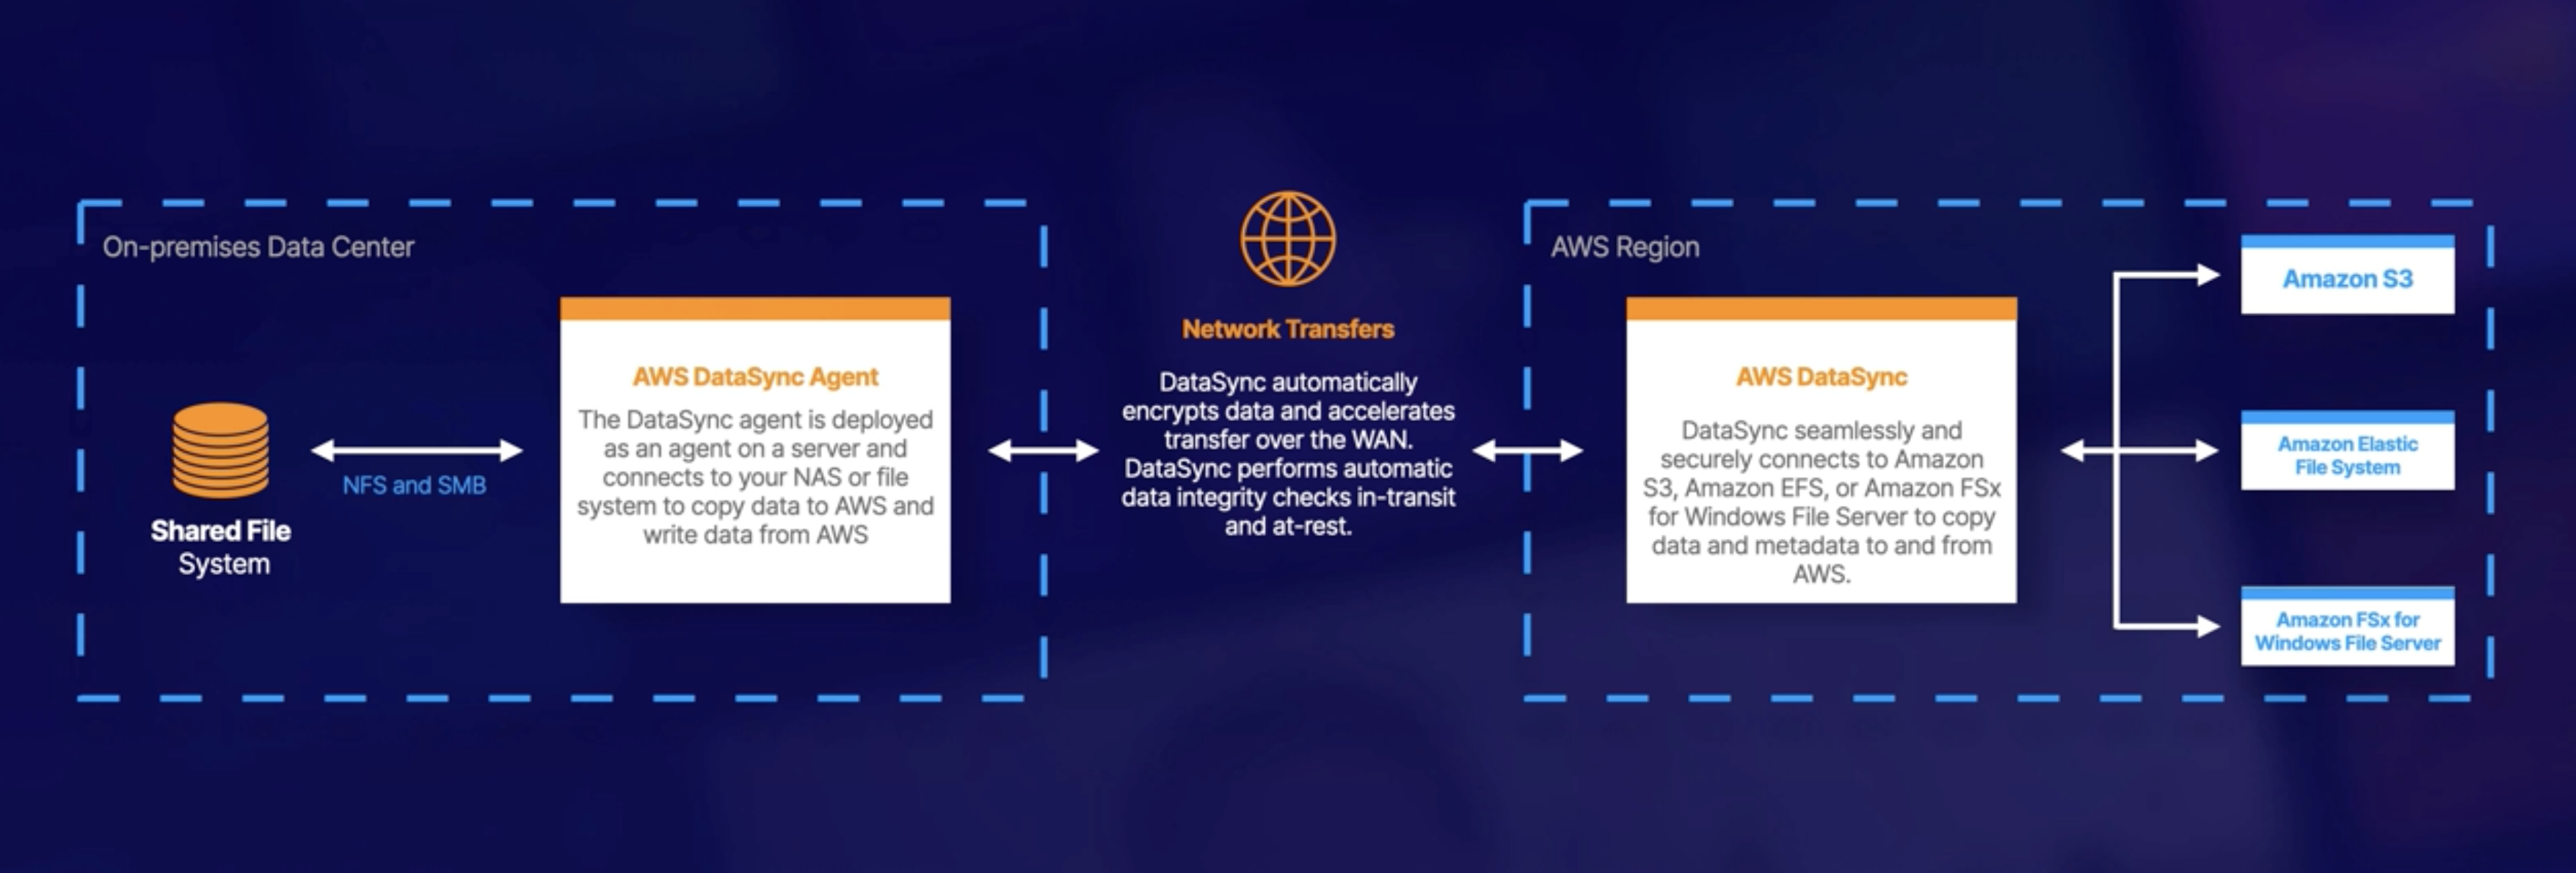 On-premises Data Center
Shared File
System
NFS and SMB
AWS DataSync Agent
The DataSync agent is deployed
as an agent on a server and
connects to your NAS or file
system to copy data to AWS and
write data from AWS
Network Transfers
DataSync automatically
encrypts data and accelerates
transfer over the WAN.
DataSync performs automatic
data integrity checks in-transit
and at-rest.
AWS Region
AWS DataSync
DataSync seamlessly and
securely connects to Amazon
S3, Amazon EFS, or Amazon FSx
for Windows File Server to copy
data and metadata to and from
AWS.
Amazon S3
Amazon Elastic
File System
Amazon FSx for
Windows File Server